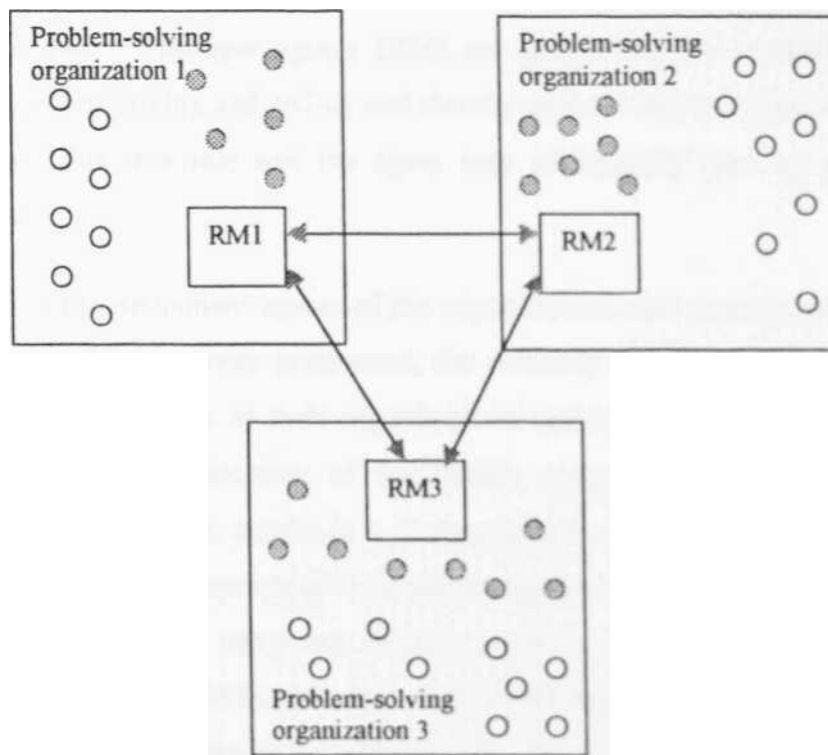 Problem-solving
organization 1
RM1
Problem-solving
organization 2
RM2
RM3
Problem-solving
organization 3